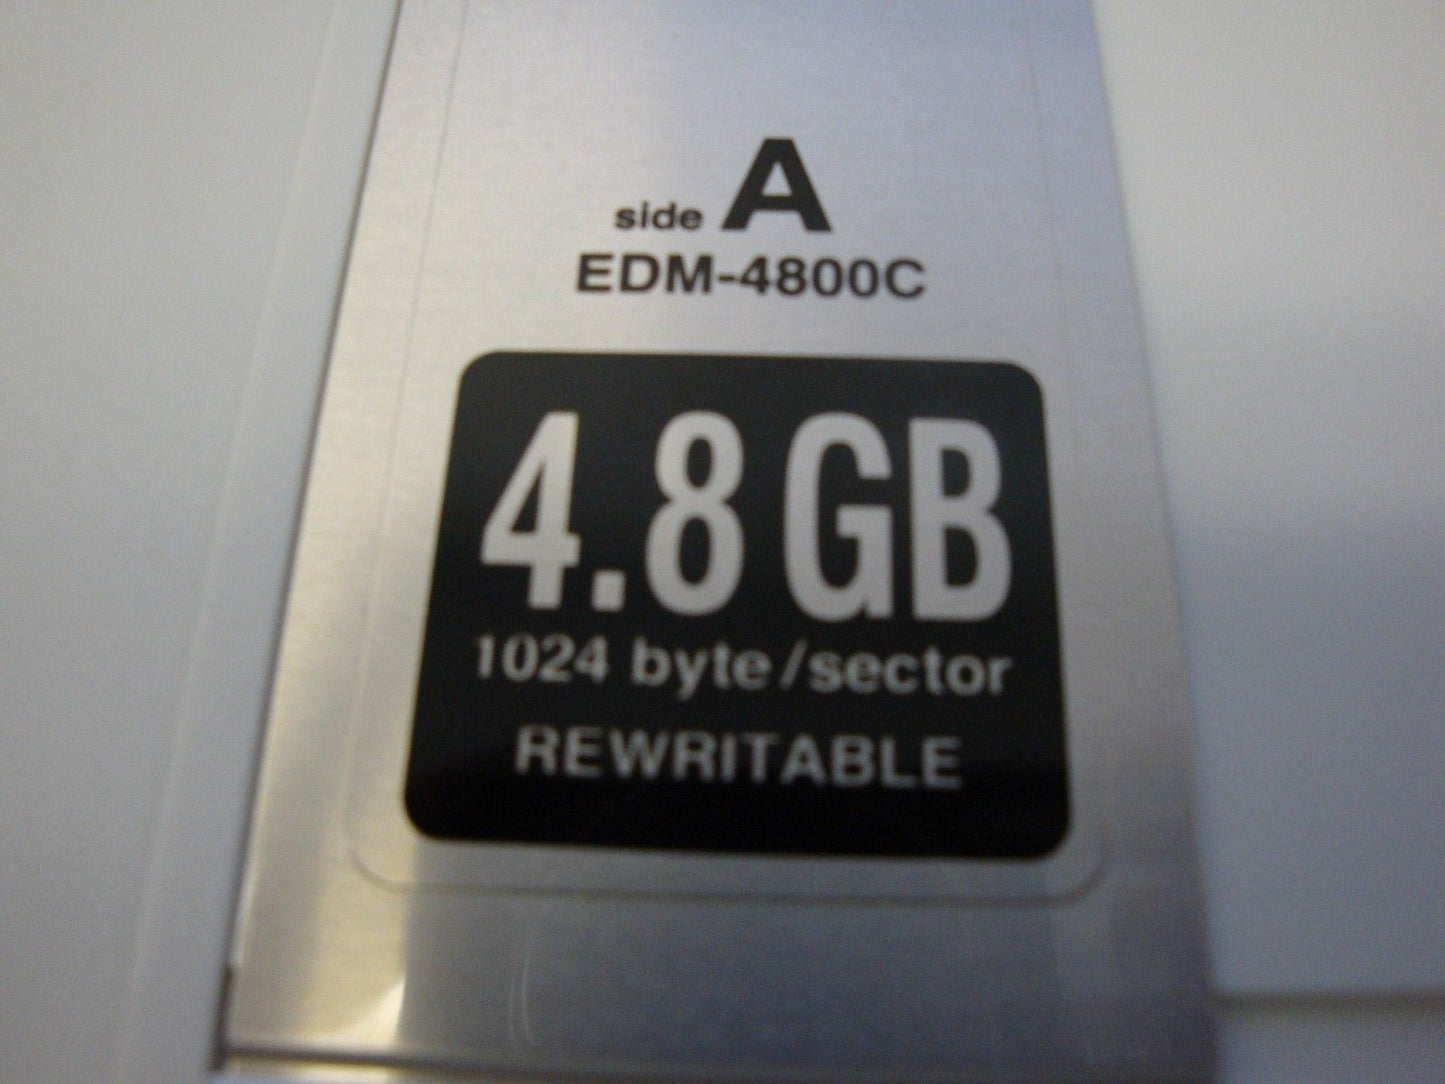 side A
EDM-4800C
4.8 GB
1024 byte/sector
REWRITABLE